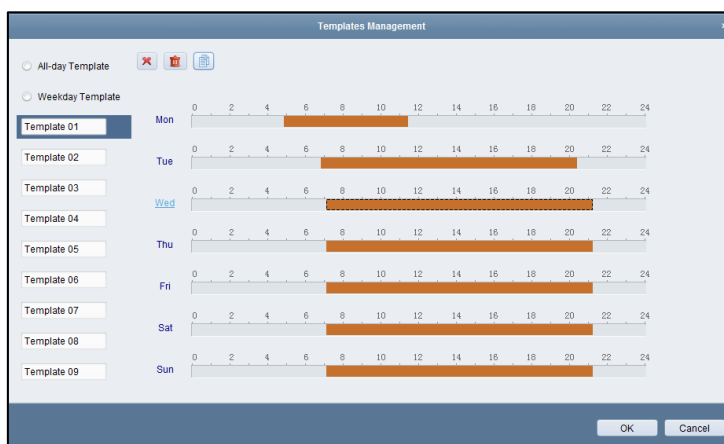 Templates Management
All-day Template
Weekday Template
Template 01
Template 02
Template 03
Template 04
Template 05
Template 06
Template 07
Template 08
Template 09
0 2 4 6 8 10 12 14 16 18 20 22 24
Mon
0 2 4 6 8 10 12 14 16 18 20 22 24
Tue
0 2 4 6 8 10 12 14 16 18 20 22 24
Wed
0 2 4 6 8 10 12 14 16 18 20 22 24
Thu
0 2 4 6 8 10 12 14 16 18 20 22 24
Fri
0 2 4 6 8 10 12 14 16 18 20 22 24
Sat
0 2 4 6 8 10 12 14 16 18 20 22 24
Sun
OK Cancel